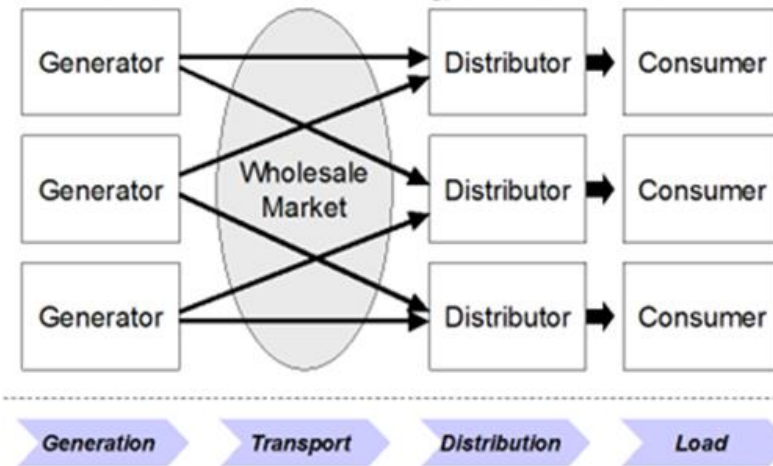 Generator
Distributor
Consumer
Generator
Wholesale
Market
Distributor
Consumer
Generator
Distributor
Consumer
Generation
Transport
Distribution
Load